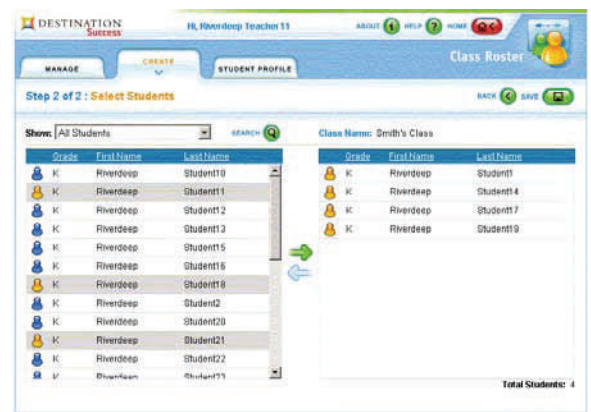 DESTINATION
Success
Hi, Riverdeep Teacher 11
ABOUT HELP HOME
MANAGE CREATE STUDENT PROFILE
Class Roster
Step 2 of 2 : Select Students
BACK SAVE
Show: All Students SEARCH
Class Name: Smith's Class
Grade First Name Last Name
K Riverdeep Student10
K Riverdeep Student11
K Riverdeep Student12
K Riverdeep Student13
K Riverdeep Student15
K Riverdeep Student16
K Riverdeep Student18
K Riverdeep Student2
K Riverdeep Student20
K Riverdeep Student21
K Riverdeep Student22
K Riverdeep Student23
Grade First Name Last Name
K Riverdeep Student1
K Riverdeep Student14
K Riverdeep Student17
K Riverdeep Student19
Total Students: 4